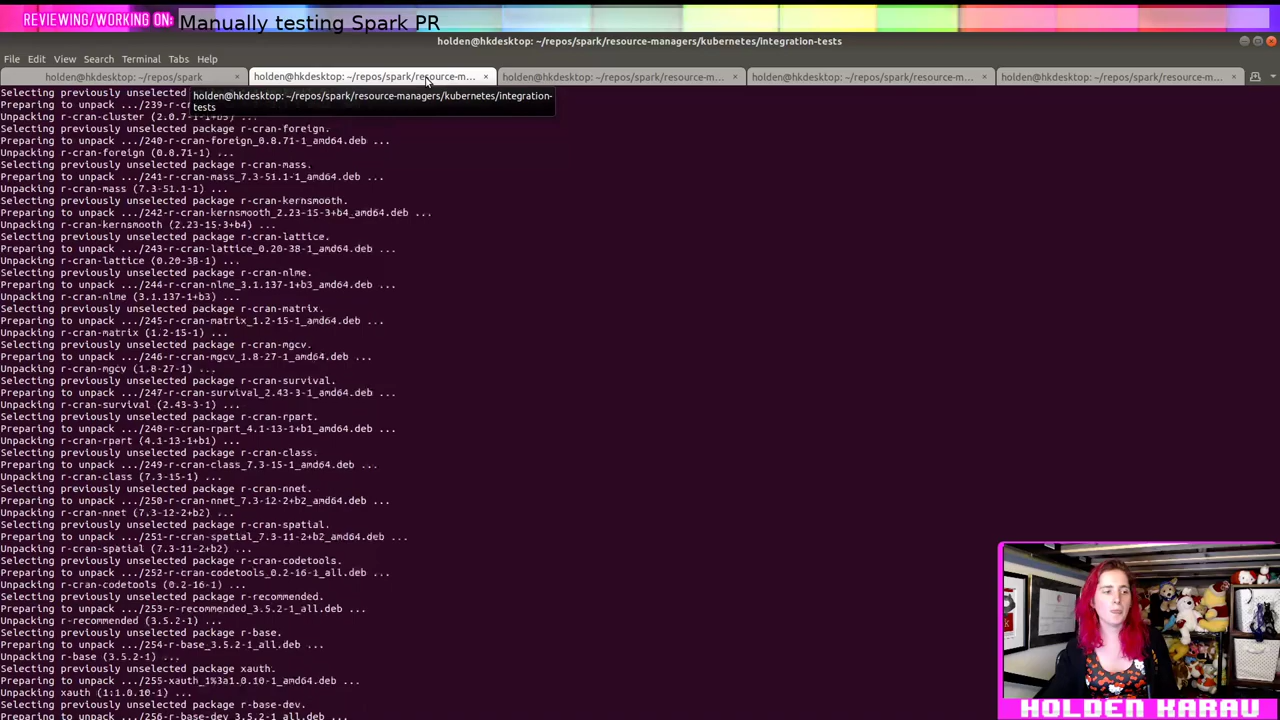 REVIEWING/WORKING ON: Manually testing Spark PR
holden@hkdesktop: ~/repos/spark/resource-managers/kubernetes/integration-tests
File Edit View Search Terminal Tabs Help
holden@hkdesktop: ~/repos/spark × holden@hkdesktop: ~/repos/spark/resource-m... × holden@hkdesktop: ~/repos/spark/resource-m... × holden@hkdesktop: ~/repos/spark/resource-m... × holden@hkdesktop: ~/repos/spark/resource-m... ×
holden@hkdesktop: ~/repos/spark/resource-managers/kubernetes/integration-
tests
Selecting previously unselected
Preparing to unpack .../239-r
Unpacking r-cran-cluster (2.0.7-1-1+b3) ...
Selecting previously unselected package r-cran-foreign.
Preparing to unpack .../240-r-cran-foreign_0.8.71-1_amd64.deb ...
Unpacking r-cran-foreign (0.8.71-1) ...
Selecting previously unselected package r-cran-mass.
Preparing to unpack .../241-r-cran-mass_7.3-51.1-1_amd64.deb ...
Unpacking r-cran-mass (7.3-51.1-1) ...
Selecting previously unselected package r-cran-kernsmooth.
Preparing to unpack .../242-r-cran-kernsmooth_2.23-15-3+b4_amd64.deb ...
Unpacking r-cran-kernsmooth (2.23-15-3+b4) ...
Selecting previously unselected package r-cran-lattice.
Preparing to unpack .../243-r-cran-lattice_0.20-38-1_amd64.deb ...
Unpacking r-cran-lattice (0.20-38-1) ...
Selecting previously unselected package r-cran-nlme.
Preparing to unpack .../244-r-cran-nlme_3.1.137-1+b3_amd64.deb ...
Unpacking r-cran-nlme (3.1.137-1+b3) ...
Selecting previously unselected package r-cran-matrix.
Preparing to unpack .../245-r-cran-matrix_1.2-15-1_amd64.deb ...
Unpacking r-cran-matrix (1.2-15-1) ...
Selecting previously unselected package r-cran-mgcv.
Preparing to unpack .../246-r-cran-mgcv_1.8-27-1_amd64.deb ...
Unpacking r-cran-mgcv (1.8-27-1) ...
Selecting previously unselected package r-cran-survival.
Preparing to unpack .../247-r-cran-survival_2.43-3-1_amd64.deb ...
Unpacking r-cran-survival (2.43-3-1) ...
Selecting previously unselected package r-cran-rpart.
Preparing to unpack .../248-r-cran-rpart_4.1-13-1+b1_amd64.deb ...
Unpacking r-cran-rpart (4.1-13-1+b1) ...
Selecting previously unselected package r-cran-class.
Preparing to unpack .../249-r-cran-class_7.3-15-1_amd64.deb ...
Unpacking r-cran-class (7.3-15-1) ...
Selecting previously unselected package r-cran-nnet.
Preparing to unpack .../250-r-cran-nnet_7.3-12-2+b2_amd64.deb ...
Unpacking r-cran-nnet (7.3-12-2+b2) ...
Selecting previously unselected package r-cran-spatial.
Preparing to unpack .../251-r-cran-spatial_7.3-11-2+b2_amd64.deb ...
Unpacking r-cran-spatial (7.3-11-2+b2) ...
Selecting previously unselected package r-cran-codetools.
Preparing to unpack .../252-r-cran-codetools_0.2-16-1_all.deb ...
Unpacking r-cran-codetools (0.2-16-1) ...
Selecting previously unselected package r-recommended.
Preparing to unpack .../253-r-recommended_3.5.2-1_all.deb ...
Unpacking r-recommended (3.5.2-1) ...
Selecting previously unselected package r-base.
Preparing to unpack .../254-r-base_3.5.2-1_all.deb ...
Unpacking r-base (3.5.2-1) ...
Selecting previously unselected package xauth.
Preparing to unpack .../255-xauth_1%3a1.0.10-1_amd64.deb ...
Unpacking xauth (1:1.0.10-1) ...
Selecting previously unselected package r-base-dev.
Preparing to unpack .../256-r-base-dev_3.5.2-1_all.deb ...
HOLDEN KARAU